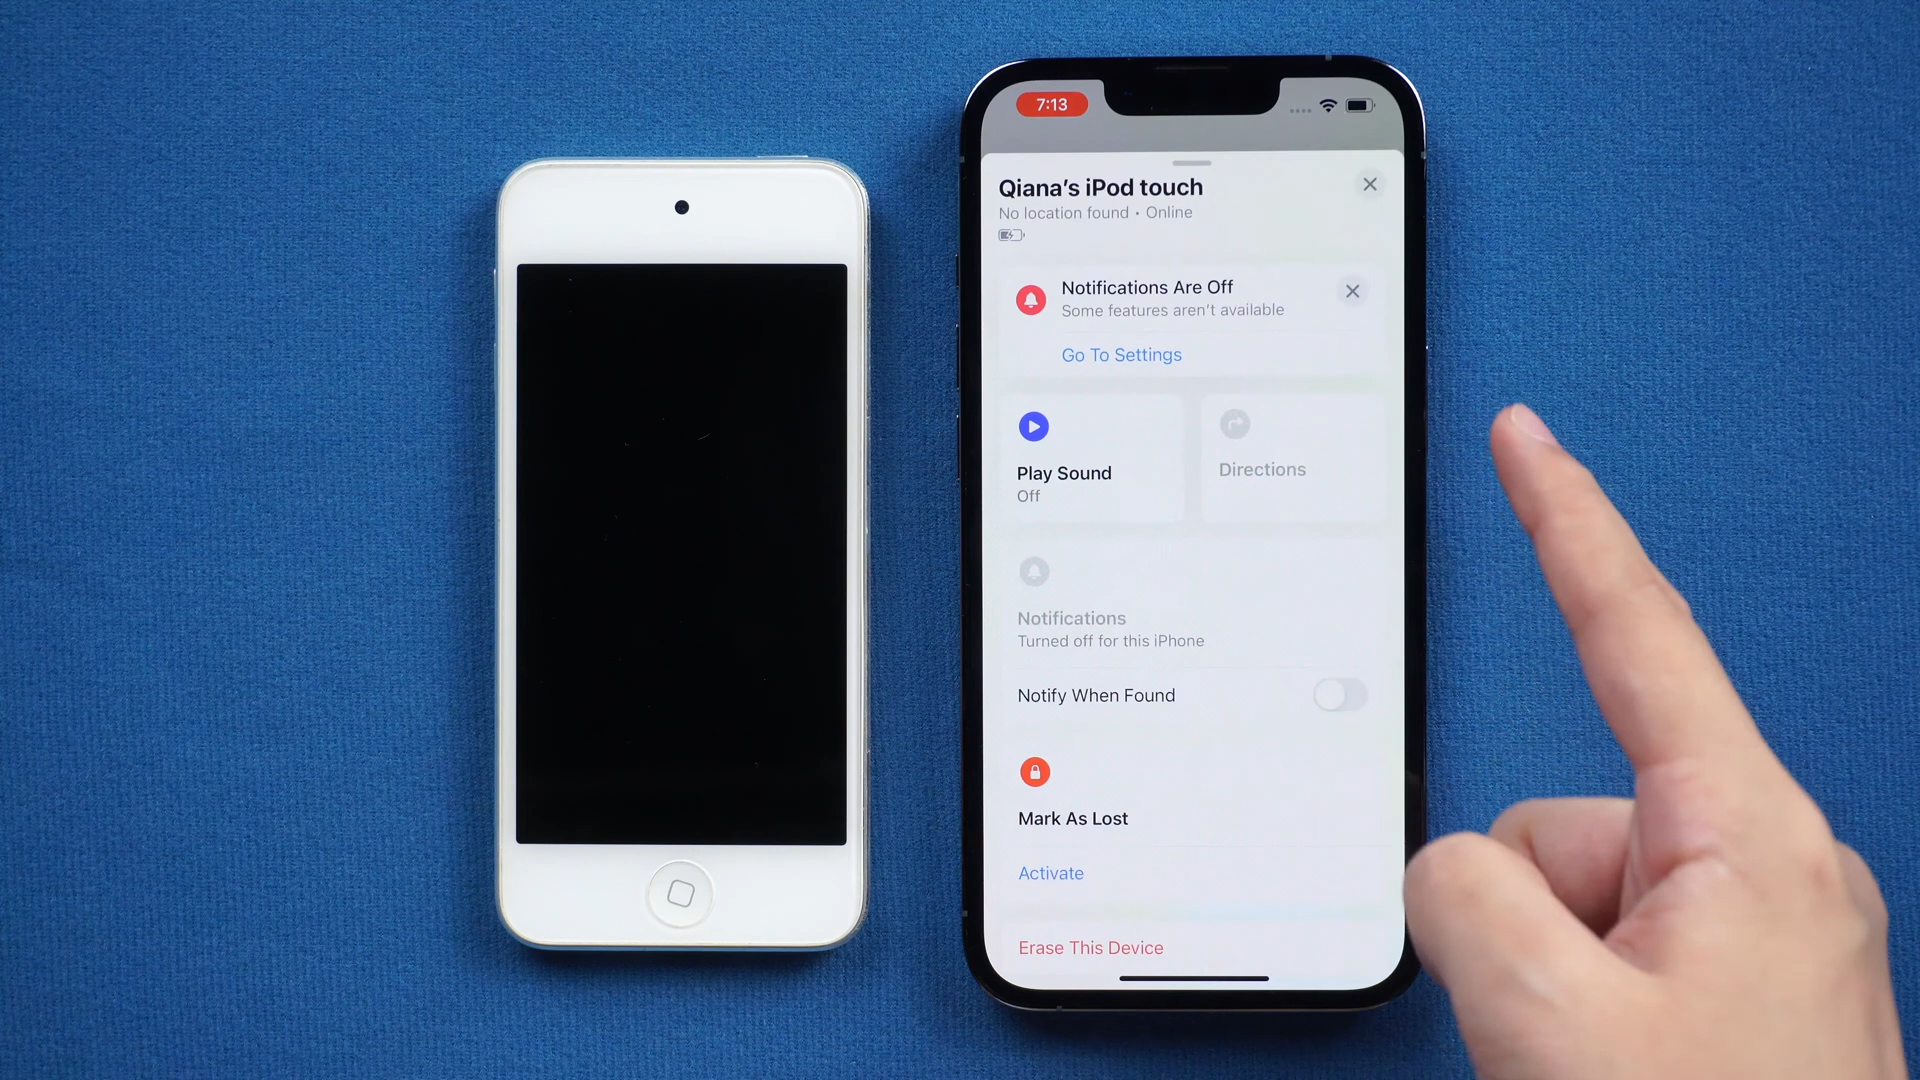 7:13
Qiana's iPod touch
No location found • Online
Notifications Are Off
Some features aren't available
Go To Settings
Play Sound
Off
Directions
Notifications
Turned off for this iPhone
Notify When Found
Mark As Lost
Activate
Erase This Device